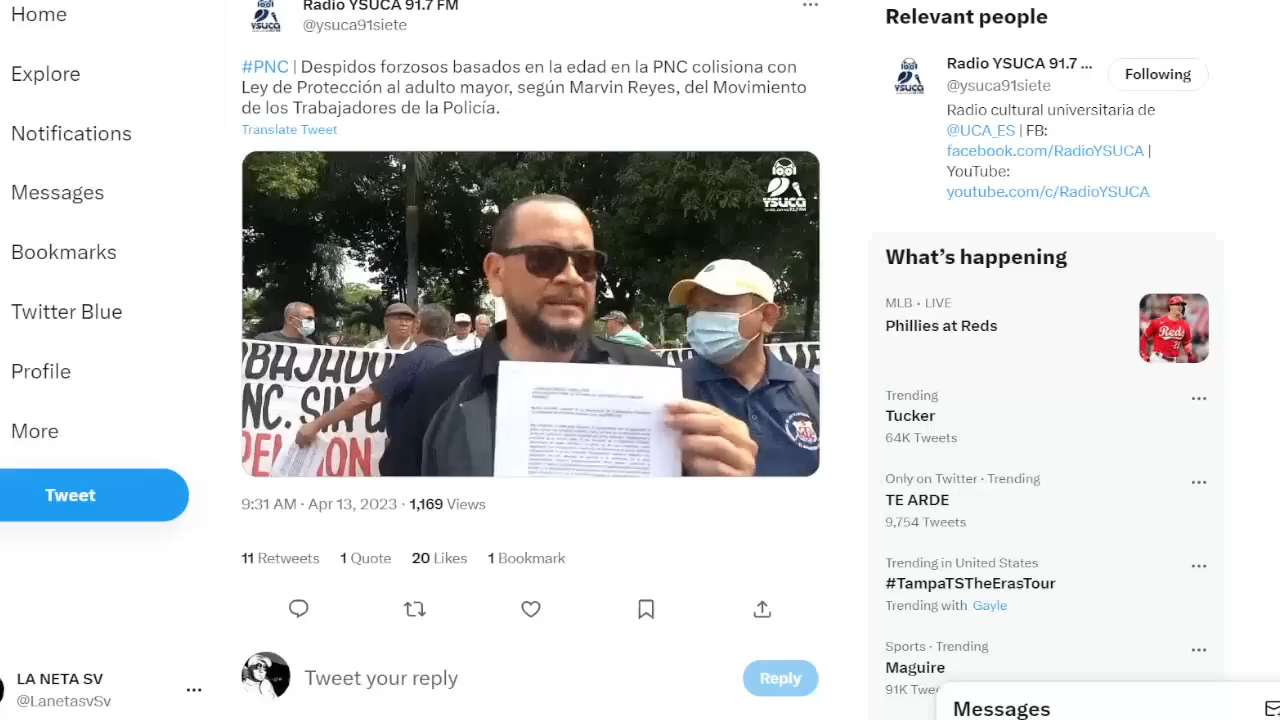 Home
Explore
Notifications
Messages
Bookmarks
Twitter Blue
Profile
More
Tweet
LA NETA SV
@LanetasvSv
Radio YSUCA 91.7 FM
@ysuca91siete
#PNC | Despidos forzosos basados en la edad en la PNC colisiona con
Ley de Protección al adulto mayor, según Marvin Reyes, del Movimiento
de los Trabajadores de la Policía.
Translate Tweet
YSUCA
NC. SIN
9:31 AM · Apr 13, 2023 · 1,169 Views
11 Retweets 1 Quote 20 Likes 1 Bookmark
Tweet your reply
Reply
Relevant people
Radio YSUCA 91.7 ...
@ysuca91siete
Following
Radio cultural universitaria de
@UCA_ES | FB:
facebook.com/RadioYSUCA |
YouTube:
youtube.com/c/RadioYSUCA
What's happening
MLB · LIVE
Phillies at Reds
Reds
Trending
Tucker
64K Tweets
Only on Twitter · Trending
TE ARDE
9,754 Tweets
Trending in United States
#TampaTSTheErasTour
Trending with Gayle
Sports · Trending
Maguire
91K Twe
Messages